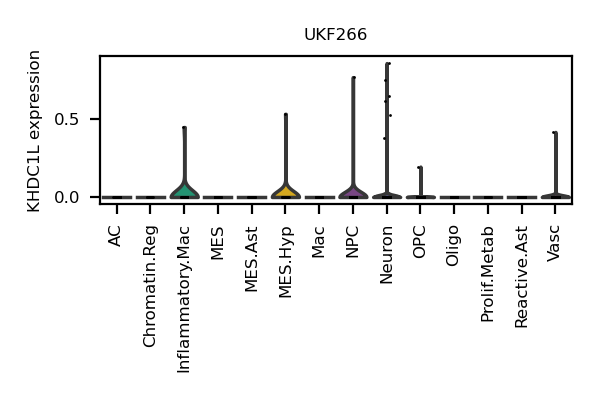 UKF266
KHDC1L expression
0.5
0.0
AC
Chromatin.Reg
Inflammatory.Mac
MES
MES.Ast
MES.Hyp
Mac
NPC
Neuron
OPC
Oligo
Prolif.Metab
Reactive.Ast
Vasc